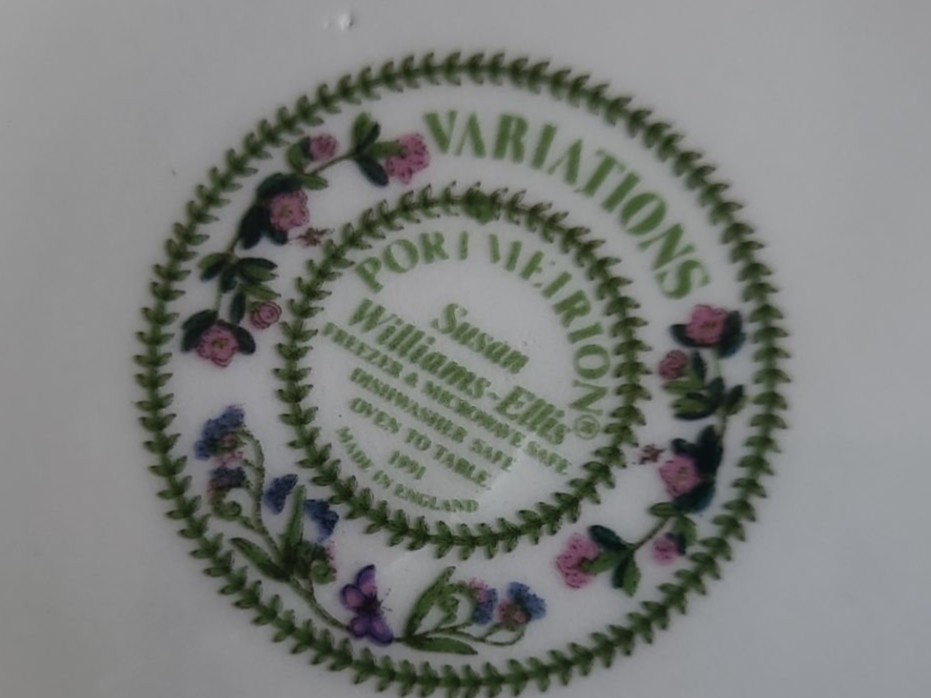 VARIATIONS
PORTMEIRION®
Susan
Williams-Ellis
FREEZER & MICROWAVE SAFE
DISHWASHER SAFE
OVEN TO TABLE
1991
MADE IN ENGLAND